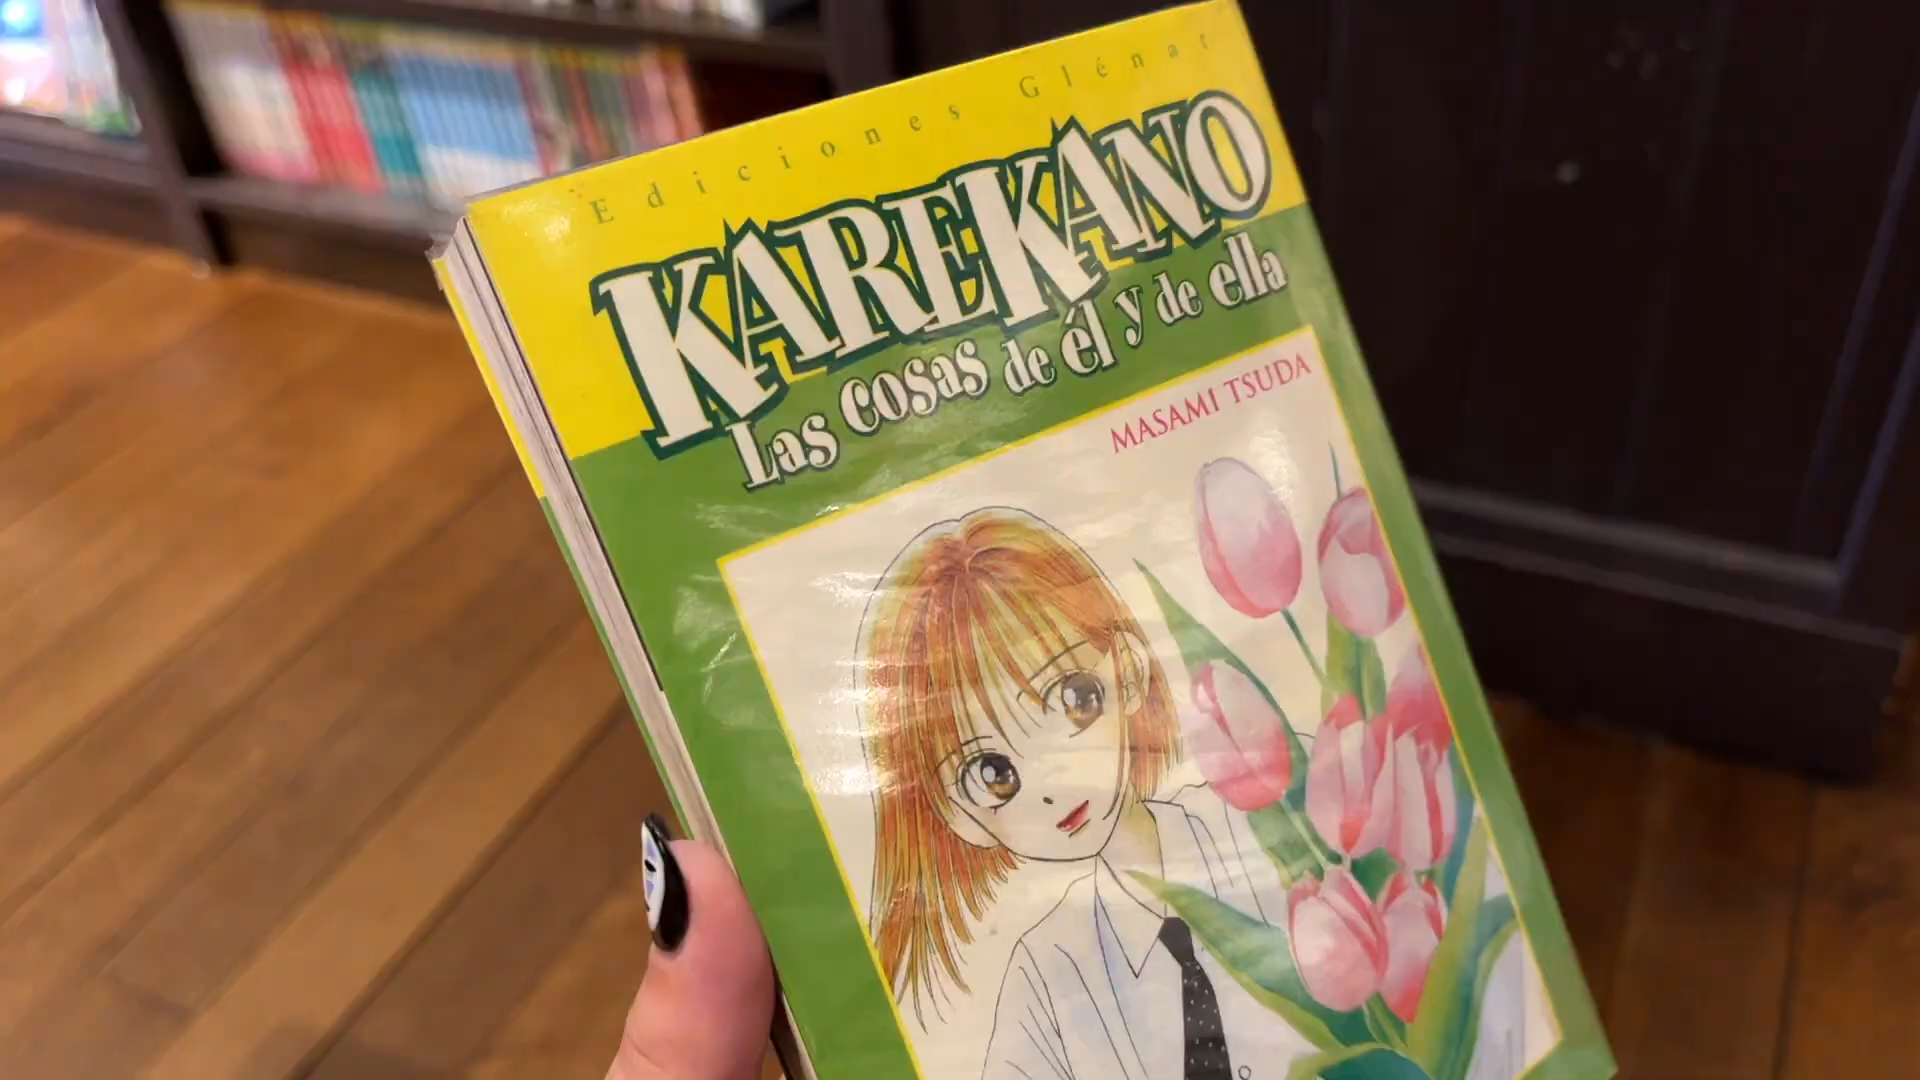 Ediciones Glénat
KAREKANO
Las cosas de él y de ella
MASAMI TSUDA